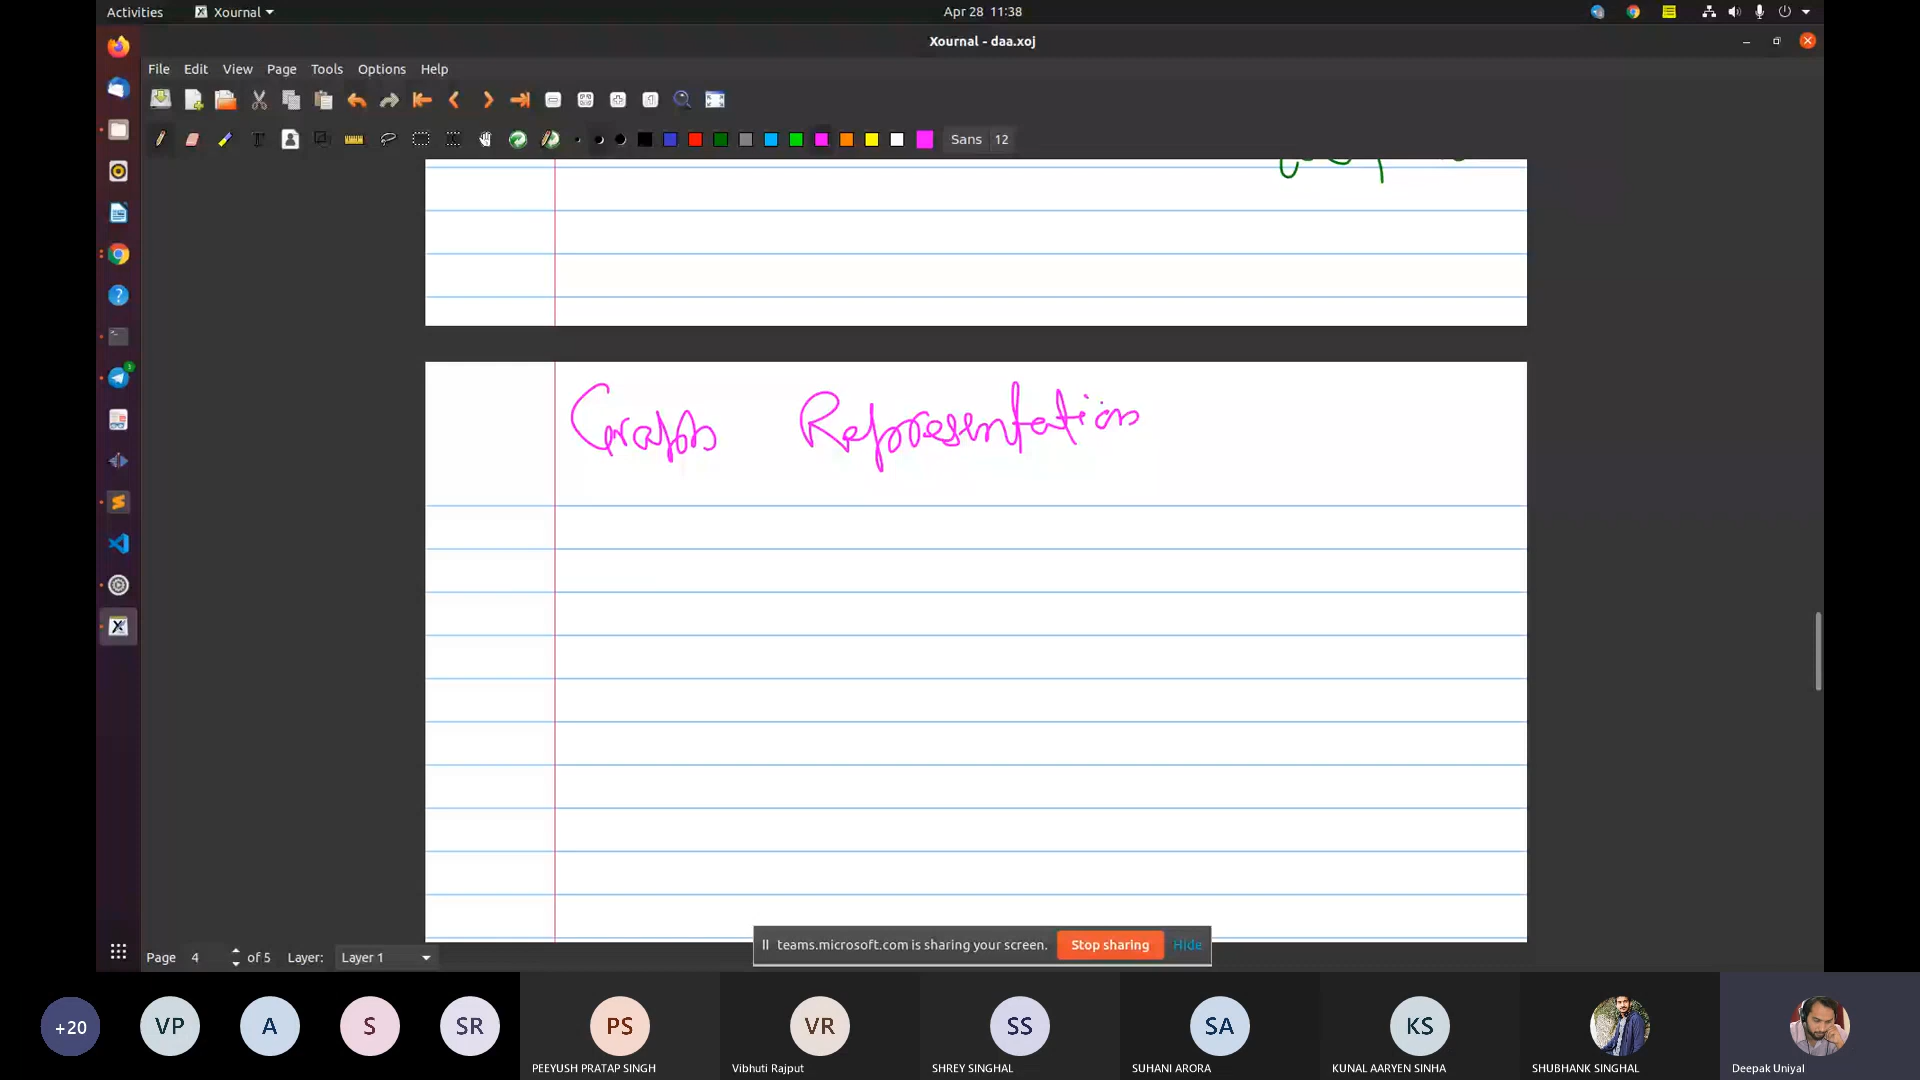 Activities Xournal Apr 28 11:38
Xournal - daa.xoj
File Edit View Page Tools Options Help
Sans 12
Graph Representation
teams.microsoft.com is sharing your screen. Stop sharing Hide
Page 4 of 5 Layer: Layer 1
+20 VP A S SR PS VR SS SA KS
PEEYUSH PRATAP SINGH Vibhuti Rajput SHREY SINGHAL SUHANI ARORA KUNAL AARYEN SINHA SHUBHANK SINGHAL Deepak Uniyal